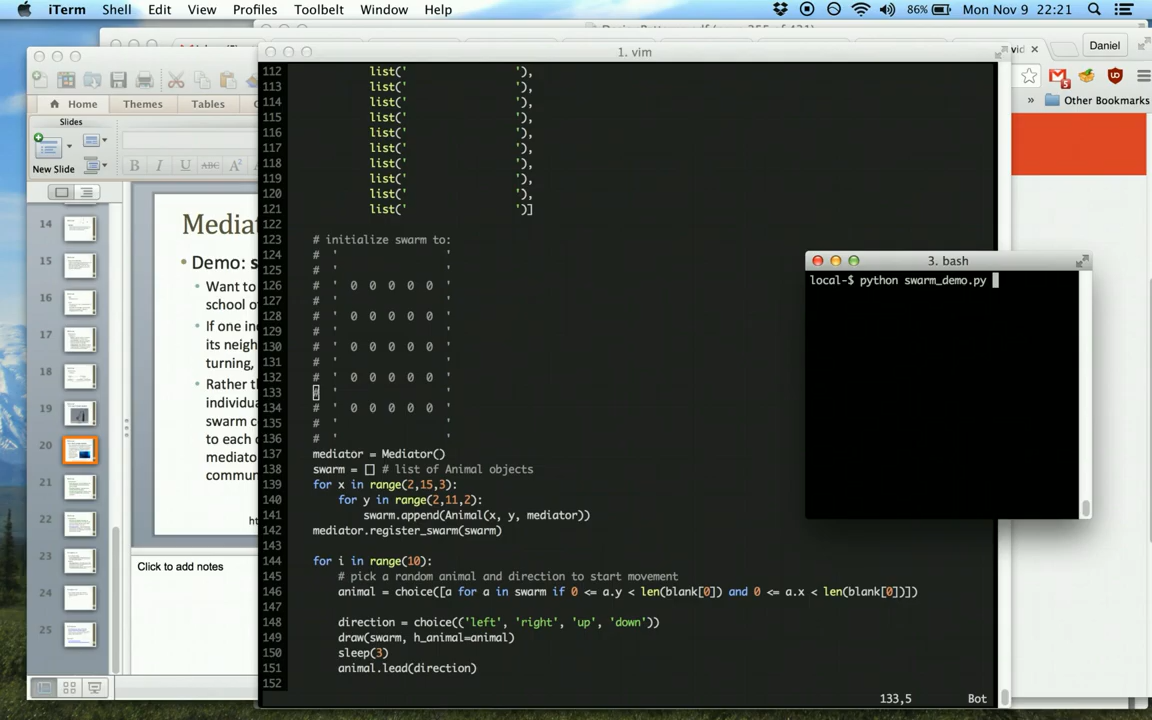 iTerm Shell Edit View Profiles Toolbelt Window Help 86% Mon Nov 9 22:21
1. vim
Daniel
Home Themes Tables
5
Slides
Other Bookmarks
New Slide
B I U ABC A2
14
15
16
17
18
19
20
21
22
23
24
25
Media
Demo: s
Want to
school o
If one in
its neigh
turning,
Rather t
individua
swarm c
to each o
mediato
commu
Click to add notes
112 list(' '),
113 list(' '),
114 list(' '),
115 list(' '),
116 list(' '),
117 list(' '),
118 list(' '),
119 list(' '),
120 list(' '),
121 list(' ')]
122
123 # initialize swarm to:
124 # ' '
125 # ' '
126 # ' 0 0 0 0 0 '
127 # ' '
128 # ' 0 0 0 0 0 '
129 # ' '
130 # ' 0 0 0 0 0 '
131 # ' '
132 # ' 0 0 0 0 0 '
133 # ' '
134 # ' 0 0 0 0 0 '
135 # ' '
136 # ' '
137 mediator = Mediator()
138 swarm = [] # list of Animal objects
139 for x in range(2,15,3):
140 for y in range(2,11,2):
141 swarm.append(Animal(x, y, mediator))
142 mediator.register_swarm(swarm)
143
144 for i in range(10):
145 # pick a random animal and direction to start movement
146 animal = choice([a for a in swarm if 0 <= a.y < len(blank[0]) and 0 <= a.x < len(blank[0])])
147
148 direction = choice(('left', 'right', 'up', 'down'))
149 draw(swarm, h_animal=animal)
150 sleep(3)
151 animal.lead(direction)
152
133,5 Bot
3. bash
local-$ python swarm_demo.py